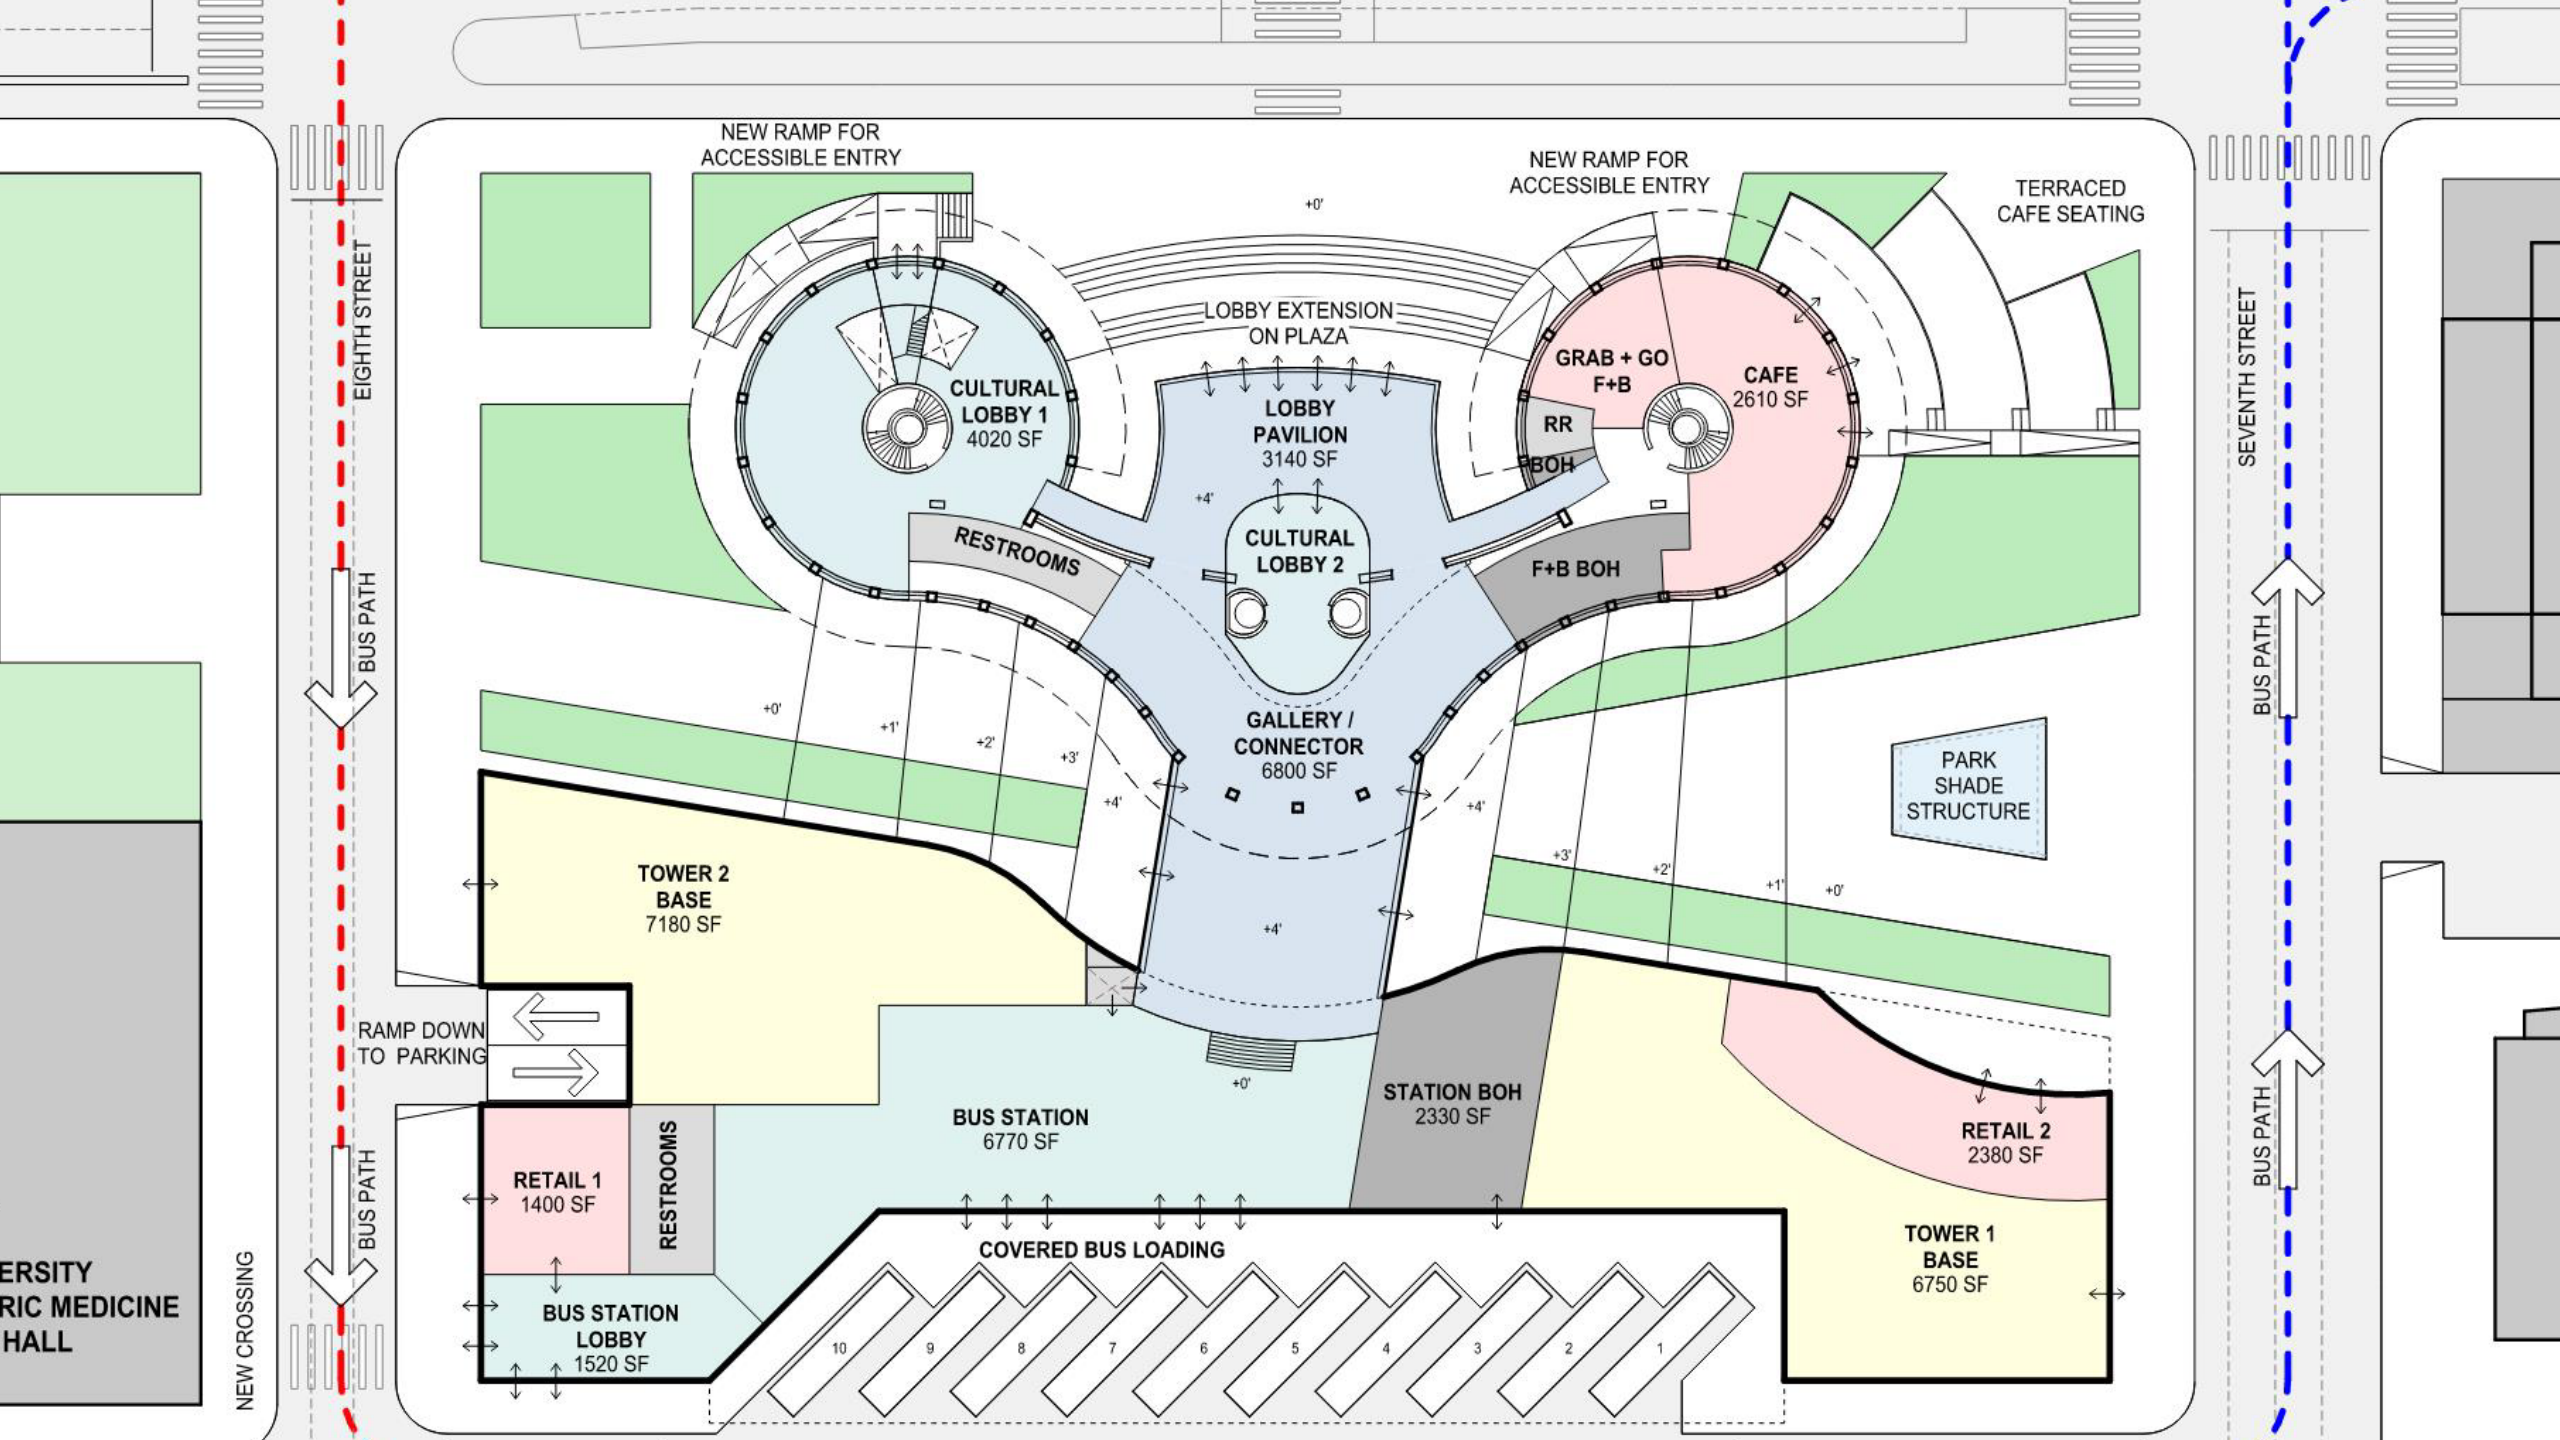 NEW RAMP FOR
ACCESSIBLE ENTRY
NEW RAMP FOR
ACCESSIBLE ENTRY
TERRACED
CAFE SEATING
+0'
EIGHTH STREET
SEVENTH STREET
LOBBY EXTENSION
ON PLAZA
CULTURAL
LOBBY 1
4020 SF
LOBBY
PAVILION
3140 SF
+4'
GRAB + GO
F+B
CAFE
2610 SF
RR
BOH
RESTROOMS
CULTURAL
LOBBY 2
F+B BOH
BUS PATH
BUS PATH
+0'
+1'
+2'
+3'
+4'
GALLERY /
CONNECTOR
6800 SF
+4'
+3'
+2'
+1'
+0'
PARK
SHADE
STRUCTURE
TOWER 2
BASE
7180 SF
+4'
RAMP DOWN
TO PARKING
+0'
BUS STATION
6770 SF
STATION BOH
2330 SF
RETAIL 2
2380 SF
BUS PATH
BUS PATH
RETAIL 1
1400 SF
RESTROOMS
TOWER 1
BASE
6750 SF
COVERED BUS LOADING
BUS STATION
LOBBY
1520 SF
10
9
8
7
6
5
4
3
2
1
NEW CROSSING
ERSITY
RIC MEDICINE
HALL